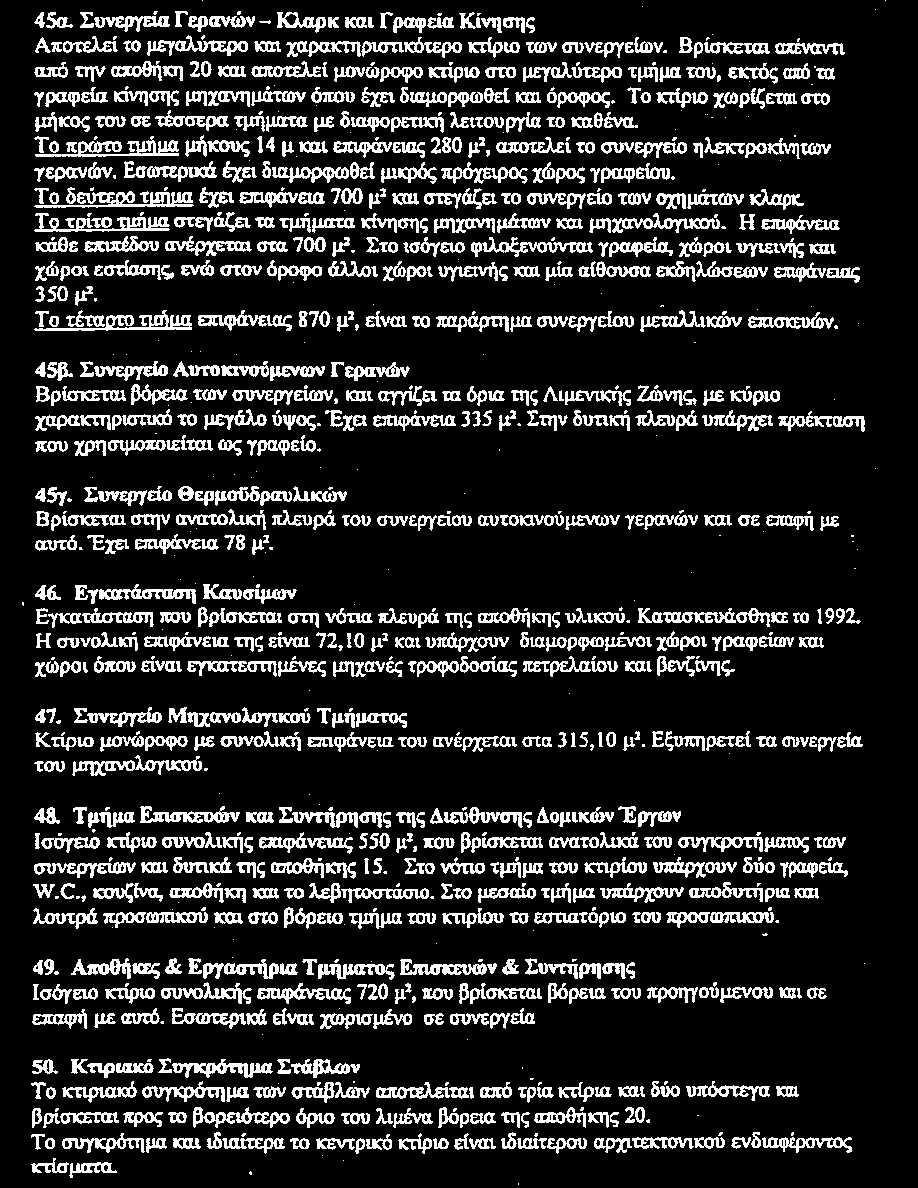 45α. Συνεργεία Γερανών – Κλαρκ και Γραφεία Κίνησης
Αποτελεί το μεγαλύτερο και χαρακτηριστικότερο κτίριο των συνεργείων. Βρίσκεται απέναντι
από την αποθήκη 20 και αποτελεί μονώροφο κτίριο στο μεγαλύτερο τμήμα του, εκτός από τα
γραφεία κίνησης μηχανημάτων όπου έχει διαμορφωθεί και όροφος. Το κτίριο χωρίζεται στο
μήκος του σε τέσσερα τμήματα με διαφορετική λειτουργία το καθένα.
Το πρώτο τμήμα μήκους 14 μ και επιφάνειας 280 μ², αποτελεί το συνεργείο ηλεκτροκίνητων
γερανών. Εσωτερικά έχει διαμορφωθεί μικρός πρόχειρος χώρος γραφείου.
Το δεύτερο τμήμα έχει επιφάνεια 700 μ² και στεγάζει το συνεργείο των οχημάτων κλαρκ.
Το τρίτο τμήμα στεγάζει τα τμήματα κίνησης μηχανημάτων και μηχανολογικού. Η επιφάνεια
κάθε επιπέδου ανέρχεται στα 700 μ². Στο ισόγειο φιλοξενούνται γραφεία, χώροι υγιεινής και
χώροι εστίασης, ενώ στον όροφο άλλοι χώροι υγιεινής και μία αίθουσα εκδηλώσεων επιφάνειας
350 μ².
Το τέταρτο τμήμα επιφάνειας 870 μ², είναι το παράρτημα συνεργείου μεταλλικών επισκευών.
45β. Συνεργείο Αυτοκινούμενων Γερανών
Βρίσκεται βόρεια των συνεργείων, και αγγίζει τα όρια της Λιμενικής Ζώνης, με κύριο
χαρακτηριστικό το μεγάλο ύψος. Έχει επιφάνεια 335 μ². Στην δυτική πλευρά υπάρχει προέκταση
που χρησιμοποιείται ως γραφείο.
45γ. Συνεργείο Θερμοϋδραυλικών
Βρίσκεται στην ανατολική πλευρά του συνεργείου αυτοκινούμενων γερανών και σε επαφή με
αυτό. Έχει επιφάνεια 78 μ².
46. Εγκατάσταση Καυσίμων
Εγκατάσταση που βρίσκεται στη νότια πλευρά της αποθήκης υλικού. Κατασκευάσθηκε το 1992.
Η συνολική επιφάνεια της είναι 72,10 μ² και υπάρχουν διαμορφωμένοι χώροι γραφείων και
χώροι όπου είναι εγκατεστημένες μηχανές τροφοδοσίας πετρελαίου και βενζίνης.
47. Συνεργείο Μηχανολογικού Τμήματος
Κτίριο μονώροφο με συνολική επιφάνεια του ανέρχεται στα 315,10 μ². Εξυπηρετεί τα συνεργεία
του μηχανολογικού.
48. Τμήμα Επισκευών και Συντήρησης της Διεύθυνσης Δομικών Έργων
Ισόγειο κτίριο συνολικής επιφάνειας 550 μ², που βρίσκεται ανατολικά του συγκροτήματος των
συνεργείων και δυτικά της αποθήκης 15. Στο νότιο τμήμα του κτιρίου υπάρχουν δύο γραφεία,
W.C., κουζίνα, αποθήκη και το λεβητοστάσιο. Στο μεσαίο τμήμα υπάρχουν αποδυτήρια και
λουτρά προσωπικού και στο βόρειο τμήμα του κτιρίου το εστιατόριο του προσωπικού.
49. Αποθήκες & Εργαστήρια Τμήματος Επισκευών & Συντήρησης
Ισόγειο κτίριο συνολικής επιφάνειας 720 μ², που βρίσκεται βόρεια του προηγούμενου και σε
επαφή με αυτό. Εσωτερικά είναι χωρισμένο σε συνεργεία
50. Κτιριακό Συγκρότημα Στάβλων
Το κτιριακό συγκρότημα των στάβλων αποτελείται από τρία κτίρια και δύο υπόστεγα και
βρίσκεται προς το βορειότερο όριο του λιμένα βόρεια της αποθήκης 20.
Το συγκρότημα και ιδιαίτερα το κεντρικό κτίριο είναι ιδιαίτερου αρχιτεκτονικού ενδιαφέροντος
κτίσματα.